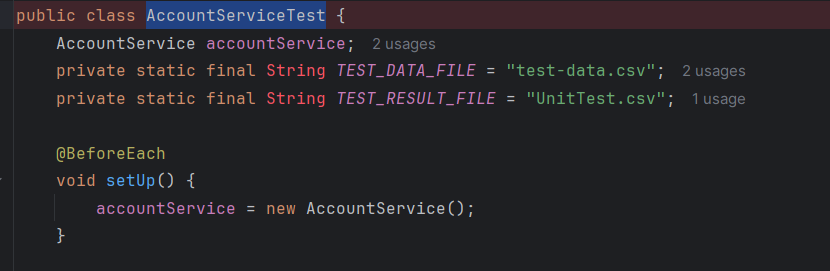 public class AccountServiceTest {
AccountService accountService; 2 usages
private static final String TEST_DATA_FILE = "test-data.csv"; 2 usages
private static final String TEST_RESULT_FILE = "UnitTest.csv"; 1 usage
@BeforeEach
void setUp() {
accountService = new AccountService();
}